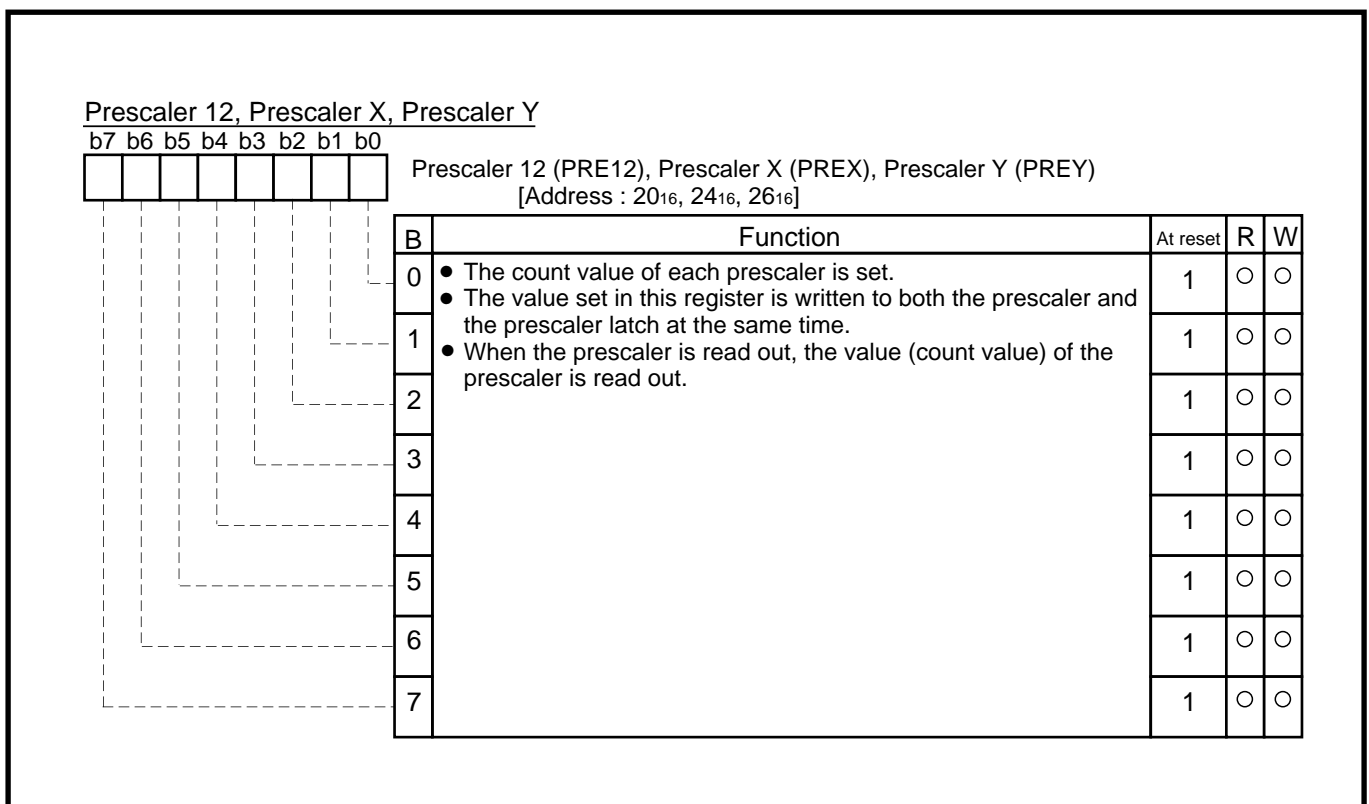 Prescaler 12, Prescaler X, Prescaler Y
b7 b6 b5 b4 b3 b2 b1 b0
Prescaler 12 (PRE12), Prescaler X (PREX), Prescaler Y (PREY)
[Address : 20₁₆, 24₁₆, 26₁₆]
B Function At reset R W
0 ● The count value of each prescaler is set. 1 ○ ○
● The value set in this register is written to both the prescaler and
the prescaler latch at the same time.
1 ● When the prescaler is read out, the value (count value) of the 1 ○ ○
prescaler is read out.
2 1 ○ ○
3 1 ○ ○
4 1 ○ ○
5 1 ○ ○
6 1 ○ ○
7 1 ○ ○